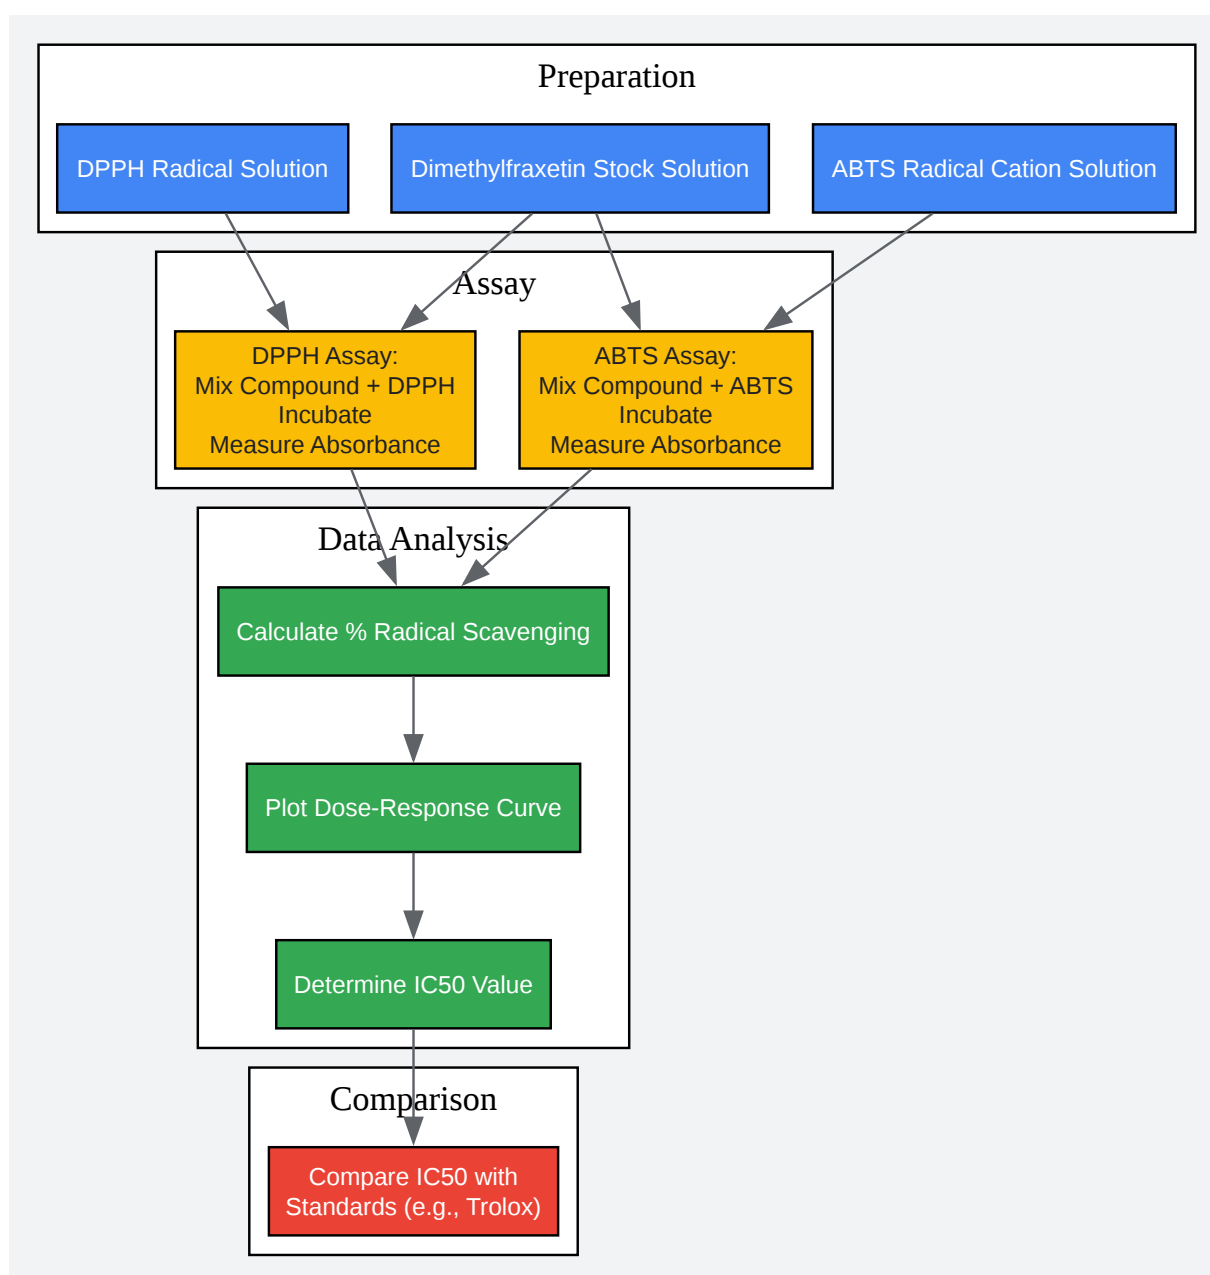 Preparation
DPPH Radical Solution
Dimethylfraxetin Stock Solution
ABTS Radical Cation Solution
Assay
DPPH Assay:
Mix Compound + DPPH
Incubate
Measure Absorbance
ABTS Assay:
Mix Compound + ABTS
Incubate
Measure Absorbance
Data Analysis
Calculate % Radical Scavenging
Plot Dose-Response Curve
Determine IC50 Value
Comparison
Compare IC50 with
Standards (e.g., Trolox)